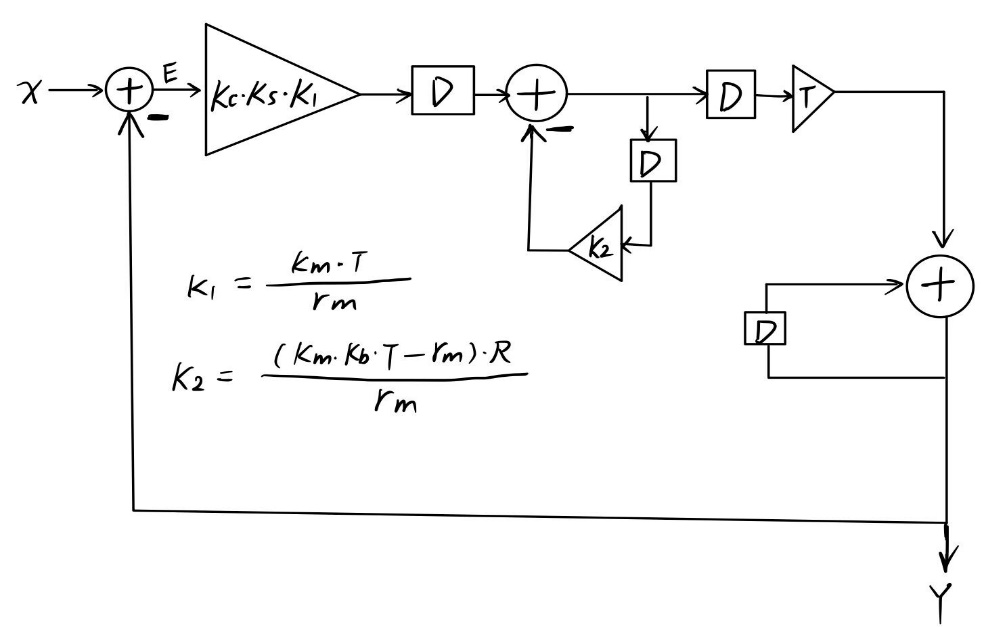 X + E Kc·Ks·K1 D + D T
−
−
D
K2
K1 = Km·T / rm
+
D
K2 = (Km·Kb·T−rm)·R / rm
Y